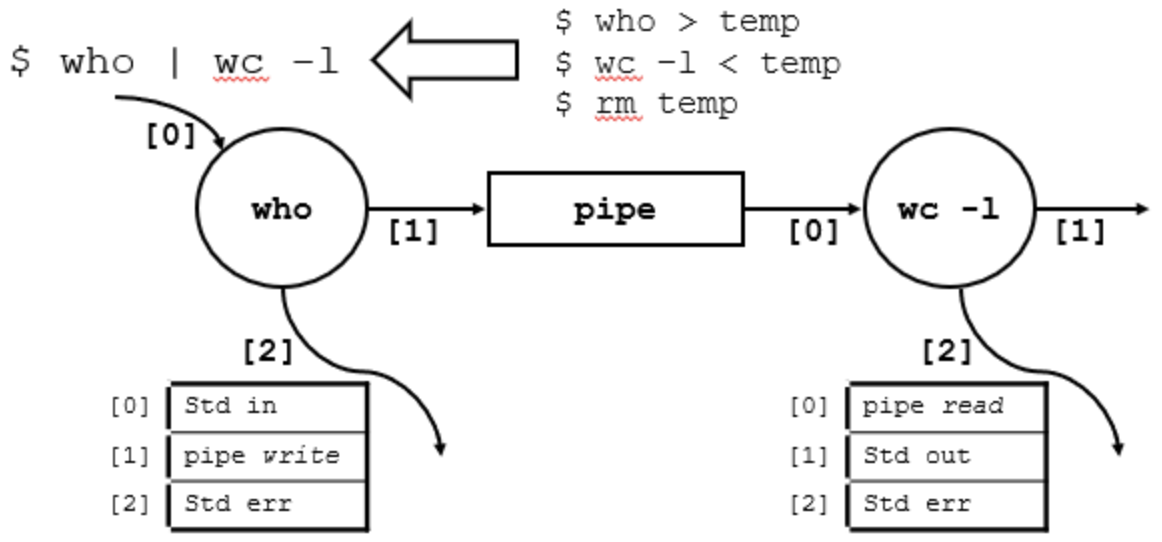 $ who > temp
$ who | wc -l
$ wc -l < temp
$ rm temp
[0]
who
[1]
pipe
[0]
wc -l
[1]
[2]
[2]
[0] Std in
[1] pipe write
[2] Std err
[0] pipe read
[1] Std out
[2] Std err